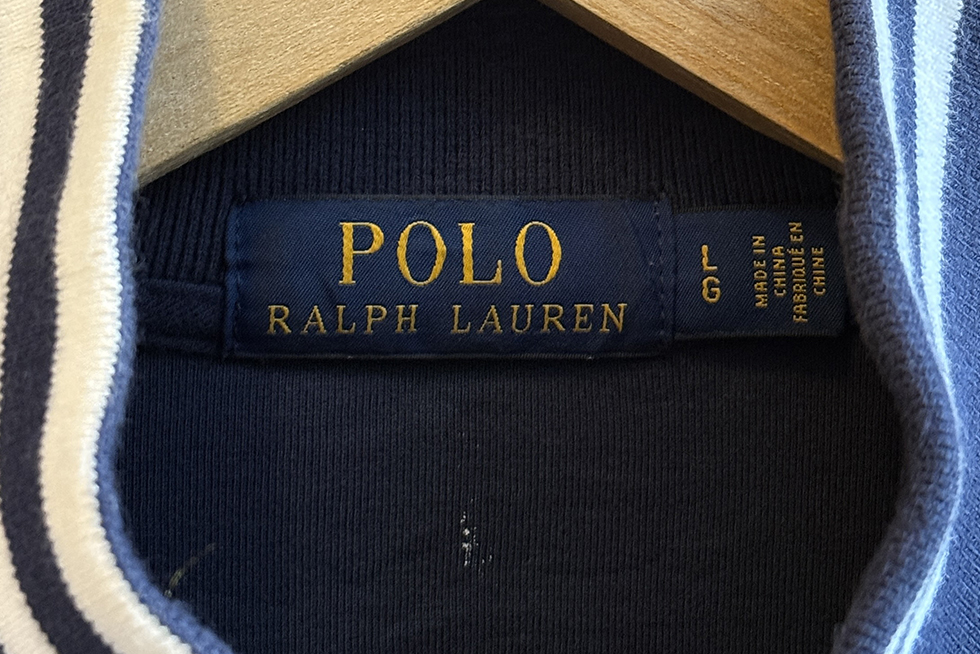 POLO
RALPH LAUREN
L
G
MADE IN
CHINA
FABRIQUÉ EN
CHINE